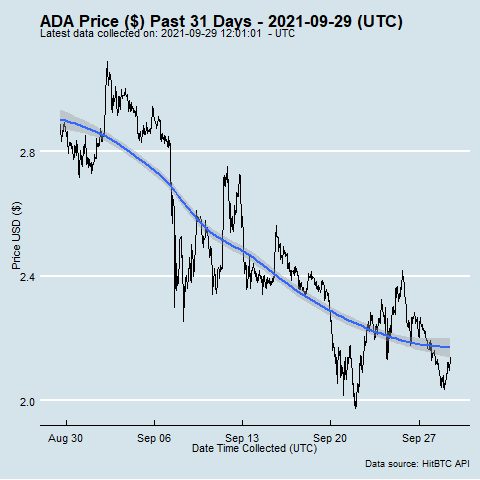 ADA Price ($) Past 31 Days - 2021-09-29 (UTC)
Latest data collected on: 2021-09-29 12:01:01  - UTC
2.8
2.4
2.0
Price USD ($)
Aug 30 Sep 06 Sep 13 Sep 20 Sep 27
Date Time Collected (UTC)
Data source: HitBTC API